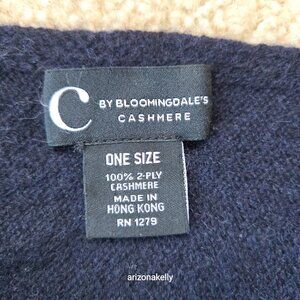 C BY BLOOMINGDALE'S
CASHMERE
ONE SIZE
100% 2-PLY
CASHMERE
MADE IN
HONG KONG
RN 1279
arizonakelly